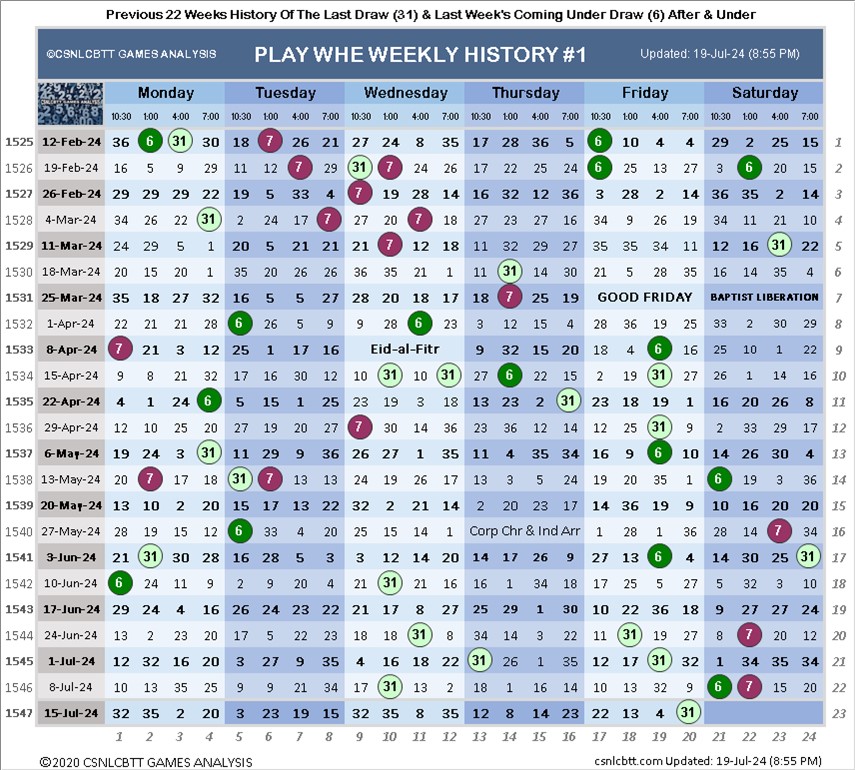 Previous 22 Weeks History Of The Last Draw (31) & Last Week's Coming Under Draw (6) After & Under
©CSNLCBTT GAMES ANALYSIS PLAY WHE WEEKLY HISTORY #1 Updated: 19-Jul-24 (8:55 PM)
CSNLCBTT GAMES ANALYSIS Monday Tuesday Wednesday Thursday Friday Saturday
10:30 1:00 4:00 7:00 10:30 1:00 4:00 7:00 10:30 1:00 4:00 7:00 10:30 1:00 4:00 7:00 10:30 1:00 4:00 7:00 10:30 1:00 4:00 7:00
1525 12-Feb-24 36 6 31 30 18 7 26 21 27 24 8 35 17 28 36 5 17 10 4 4 29 2 25 15 1
1526 19-Feb-24 16 5 9 29 11 12 7 29 31 7 24 26 17 22 25 24 6 25 13 27 3 6 15 20 2
1527 26-Feb-24 29 29 29 22 19 5 33 4 7 19 28 14 16 32 12 36 3 28 2 14 36 35 2 14 3
1528 4-Mar-24 34 26 22 31 2 24 17 7 27 20 7 18 27 23 27 16 34 9 26 19 34 11 21 10 4
1529 11-Mar-24 24 29 5 1 20 5 21 21 21 7 12 18 11 32 29 27 35 35 34 11 12 16 31 22 5
1530 18-Mar-24 20 15 20 1 35 20 26 26 36 35 21 1 11 31 14 30 21 5 28 35 16 14 35 4 6
1531 25-Mar-24 35 18 27 32 16 5 5 27 28 20 18 17 18 7 25 19 GOOD FRIDAY BAPTIST LIBERATION 7
1532 1-Apr-24 22 21 21 28 6 26 23 8 28 11 6 23 3 12 15 4 28 36 19 25 33 2 30 29 8
1533 8-Apr-24 7 21 3 12 25 1 17 16 Eid-al-Fitr 9 32 15 20 18 4 6 19 25 10 1 22 9
1534 15-Apr-24 9 8 21 32 17 16 30 12 10 31 10 12 27 6 22 15 2 19 31 27 26 1 14 16 10
1535 22-Apr-24 4 1 24 6 5 15 1 25 23 19 3 18 13 23 2 31 23 18 19 1 16 20 26 8 11
1536 29-Apr-24 12 10 25 20 27 19 20 27 7 30 14 36 23 36 14 14 12 25 31 9 2 33 29 17 12
1537 6-May-24 19 24 3 31 11 29 9 36 26 27 1 35 11 4 35 34 16 9 6 10 14 26 30 4 13
1538 13-May-24 20 7 17 18 31 7 13 13 24 19 26 17 13 13 23 34 19 20 35 1 6 19 3 36 14
1539 20-May-24 13 10 2 20 15 17 13 22 32 2 21 14 2 20 23 17 14 36 19 9 10 16 20 20 15
1540 27-May-24 28 19 15 12 6 33 4 20 25 15 14 1 Corp Chr & Ind Arr 1 28 1 36 28 14 7 34 16
1541 3-Jun-24 21 31 30 28 16 28 5 3 3 12 14 20 14 17 26 9 27 13 6 4 14 30 25 31 17
1542 10-Jun-24 6 24 11 9 2 9 20 4 21 31 21 16 16 1 34 18 17 25 5 27 5 32 3 10 18
1543 17-Jun-24 29 24 4 16 26 24 23 22 21 17 8 27 25 29 1 30 10 22 36 18 9 27 27 24 19
1544 24-Jun-24 13 2 23 20 17 5 22 23 18 18 31 8 34 14 3 22 18 31 19 27 8 7 20 12 20
1545 1-Jul-24 12 32 16 20 3 27 9 35 4 16 18 22 31 26 1 35 12 17 31 32 1 34 35 34 21
1546 8-Jul-24 10 13 35 25 9 9 21 34 17 31 13 2 18 1 16 14 10 13 32 9 6 7 15 20 22
1547 15-Jul-24 32 35 2 20 3 23 19 15 32 35 8 35 12 8 14 23 22 13 4 31 23
1 2 3 4 5 6 7 8 9 10 11 12 13 14 15 16 17 18 19 20 21 22 23 24
©2020 CSNLCBTT GAMES ANALYSIS csnlcbtt.com Updated: 19-Jul-24 (8:55 PM)